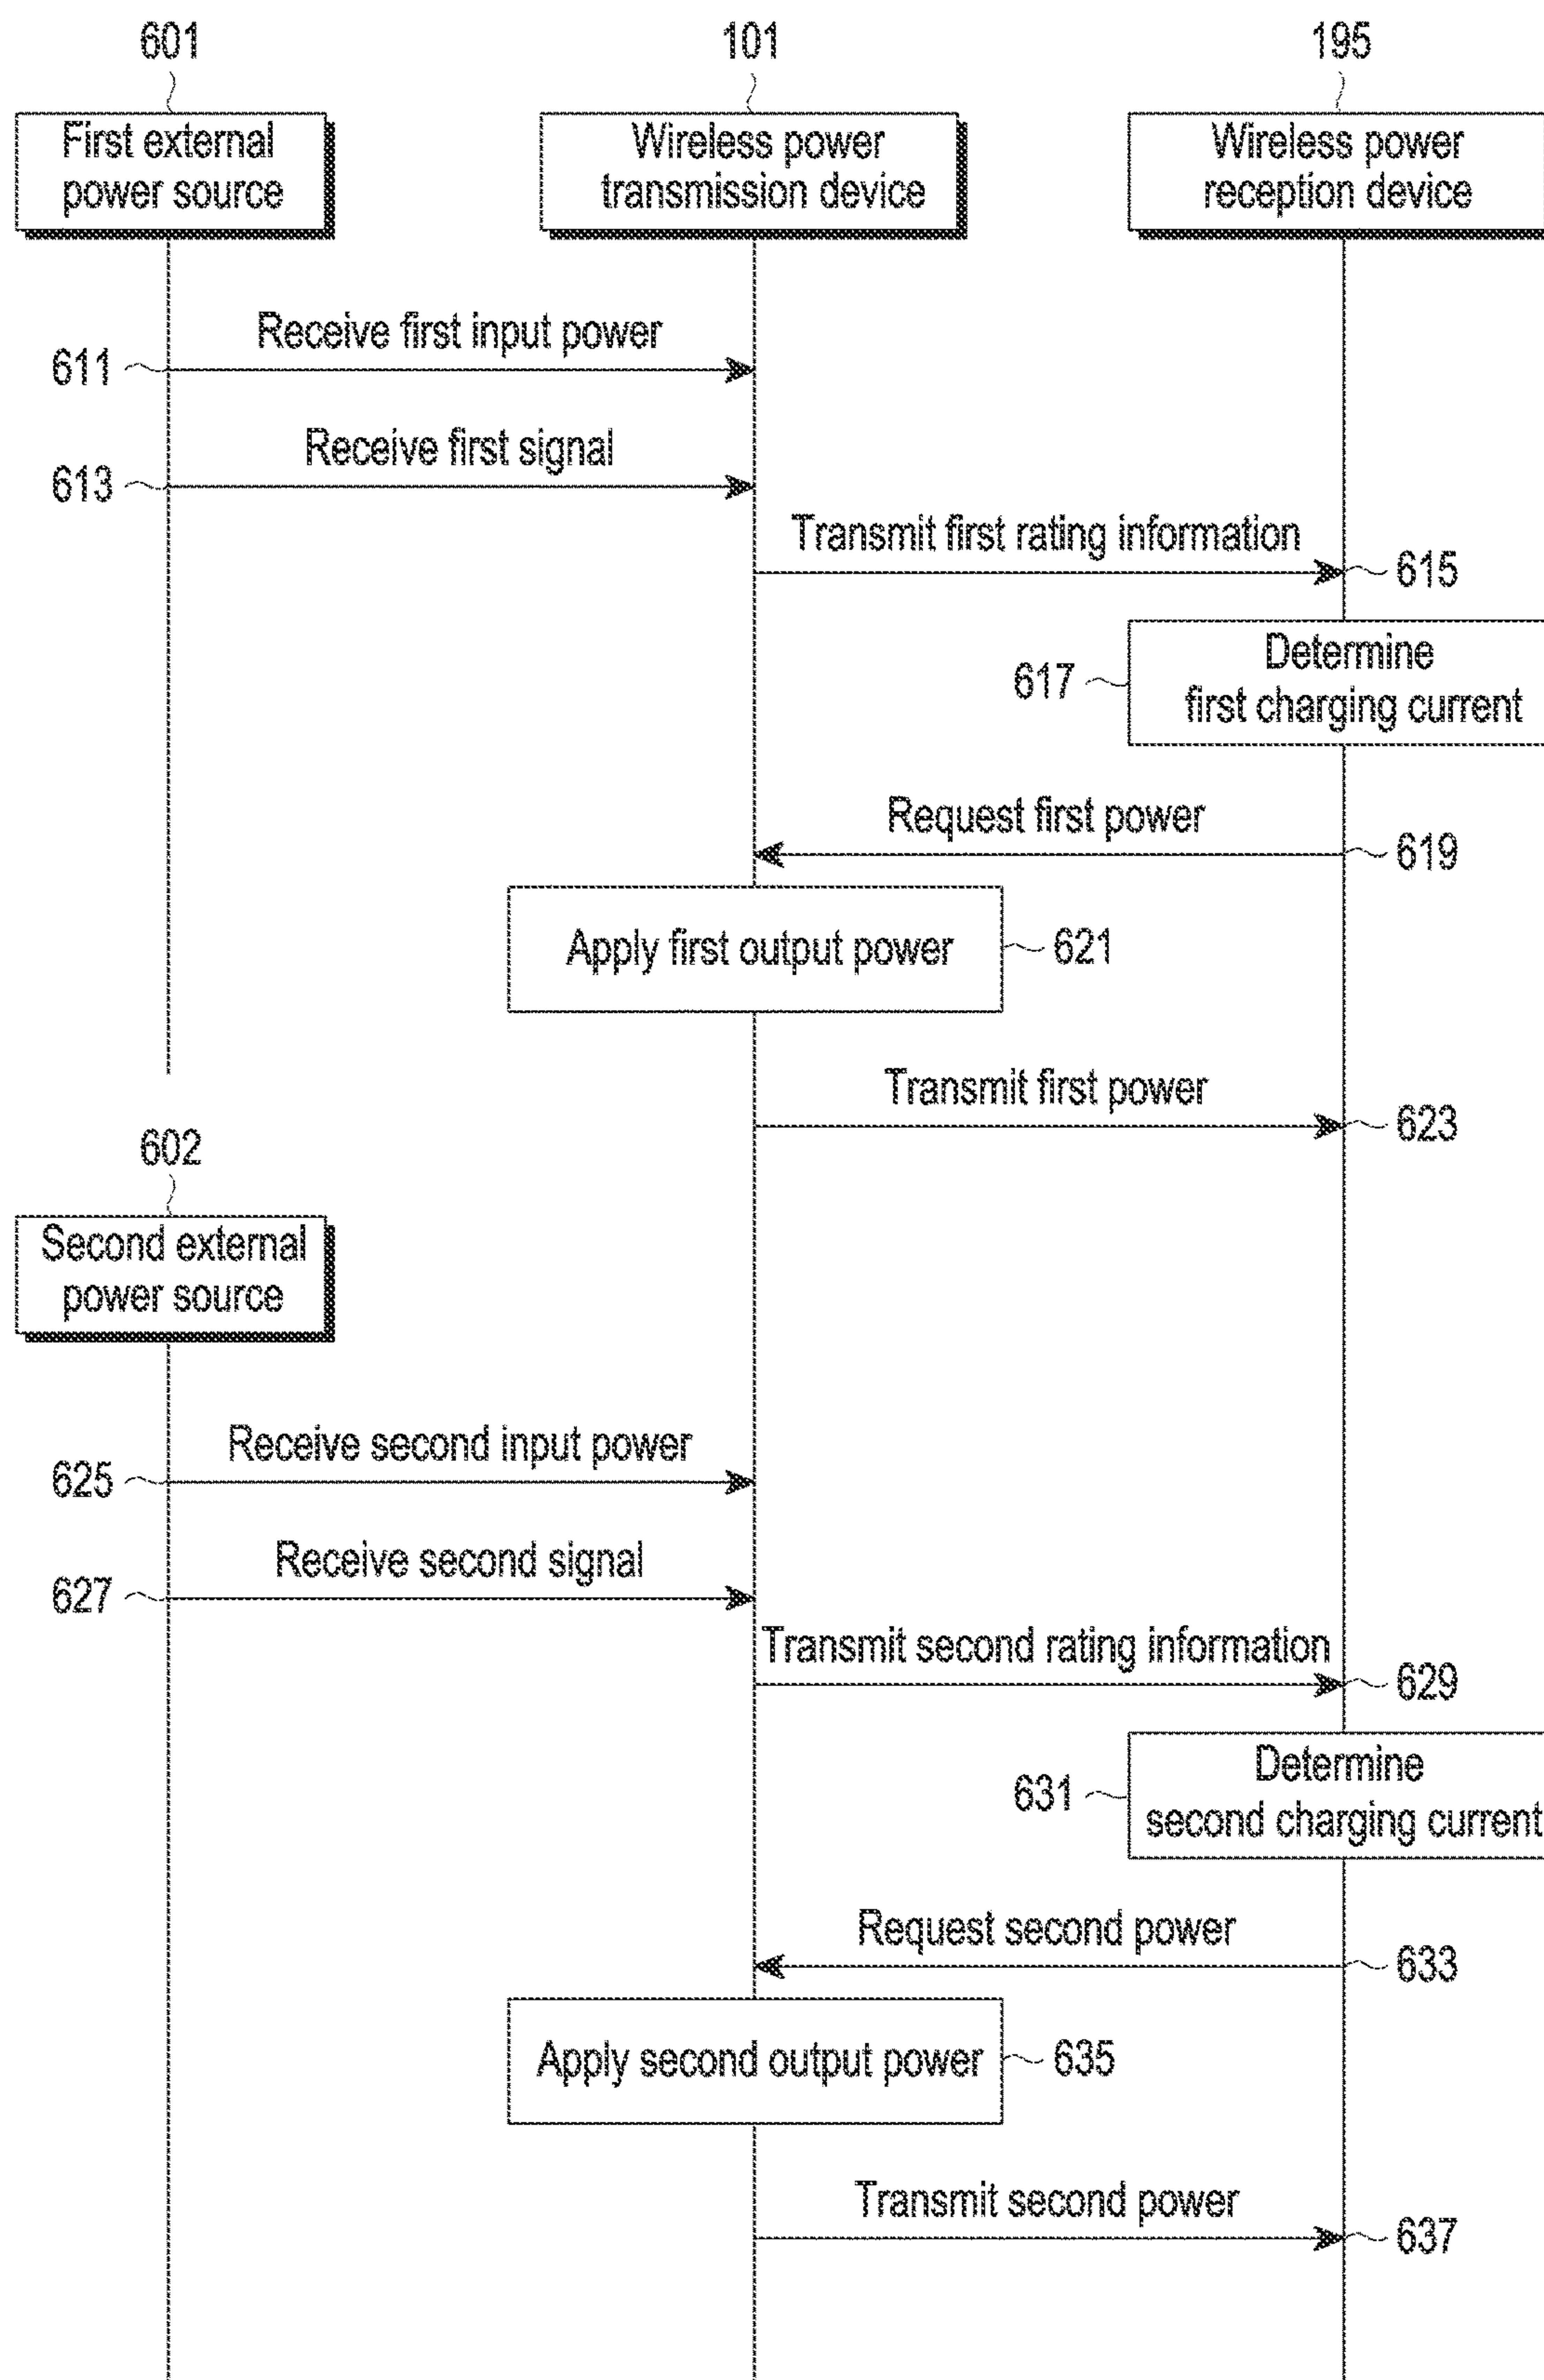 601
101
195
First external
power source
Wireless power
transmission device
Wireless power
reception device
Receive first input power
611
Receive first signal
613
Transmit first rating information
615
Determine
first charging current
617
Request first power
619
Apply first output power
621
Transmit first power
623
602
Second external
power source
Receive second input power
625
Receive second signal
627
Transmit second rating information
629
Determine
second charging current
631
Request second power
633
Apply second output power
635
Transmit second power
637